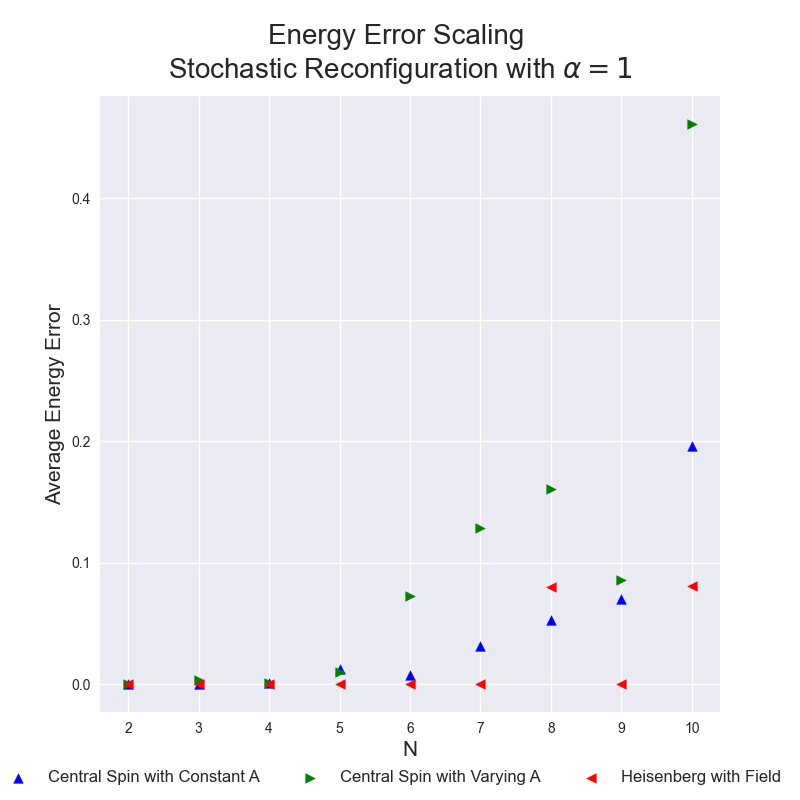 Energy Error Scaling
Stochastic Reconfiguration with α = 1
Average Energy Error
0.4
0.3
0.2
0.1
0.0
2 3 4 5 6 7 8 9 10
N
Central Spin with Constant A Central Spin with Varying A Heisenberg with Field